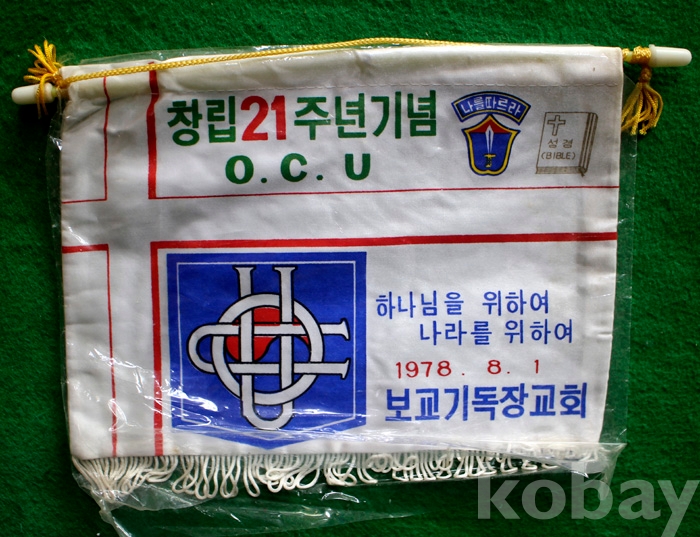 창립21주년기념
O.C.U
나를따르라
성경
(BIBLE)
하나님을 위하여
나라를 위하여
1978. 8. 1
보교기독장교회
kobay